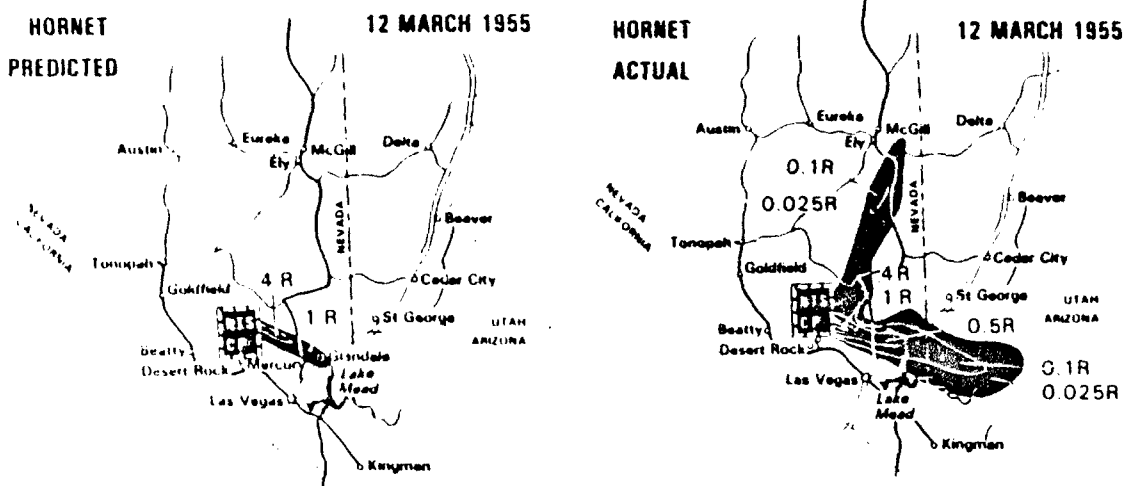 HORNET
PREDICTED
12 MARCH 1955
Austin
Eureka
Ely
McGill
Delta
Beaver
NEVADA
CALIFORNIA
NEVADA
Tonopah
Goldfield
4 R
Cedar City
1 R
St George
UTAH
ARIZONA
Beatty
Glendale
Desert Rock
Mercury
Lake
Mead
Las Vegas
Kingman
HORNET
ACTUAL
12 MARCH 1955
Austin
Eureka
Ely
McGill
Delta
0.1R
0.025R
NEVADA
CALIFORNIA
NEVADA
Beaver
Tonopah
Goldfield
Cedar City
4 R
1 R
St George
UTAH
ARIZONA
0.5R
Beatty
Desert Rock
0.1R
0.025R
Las Vegas
Lake
Mead
Kingman